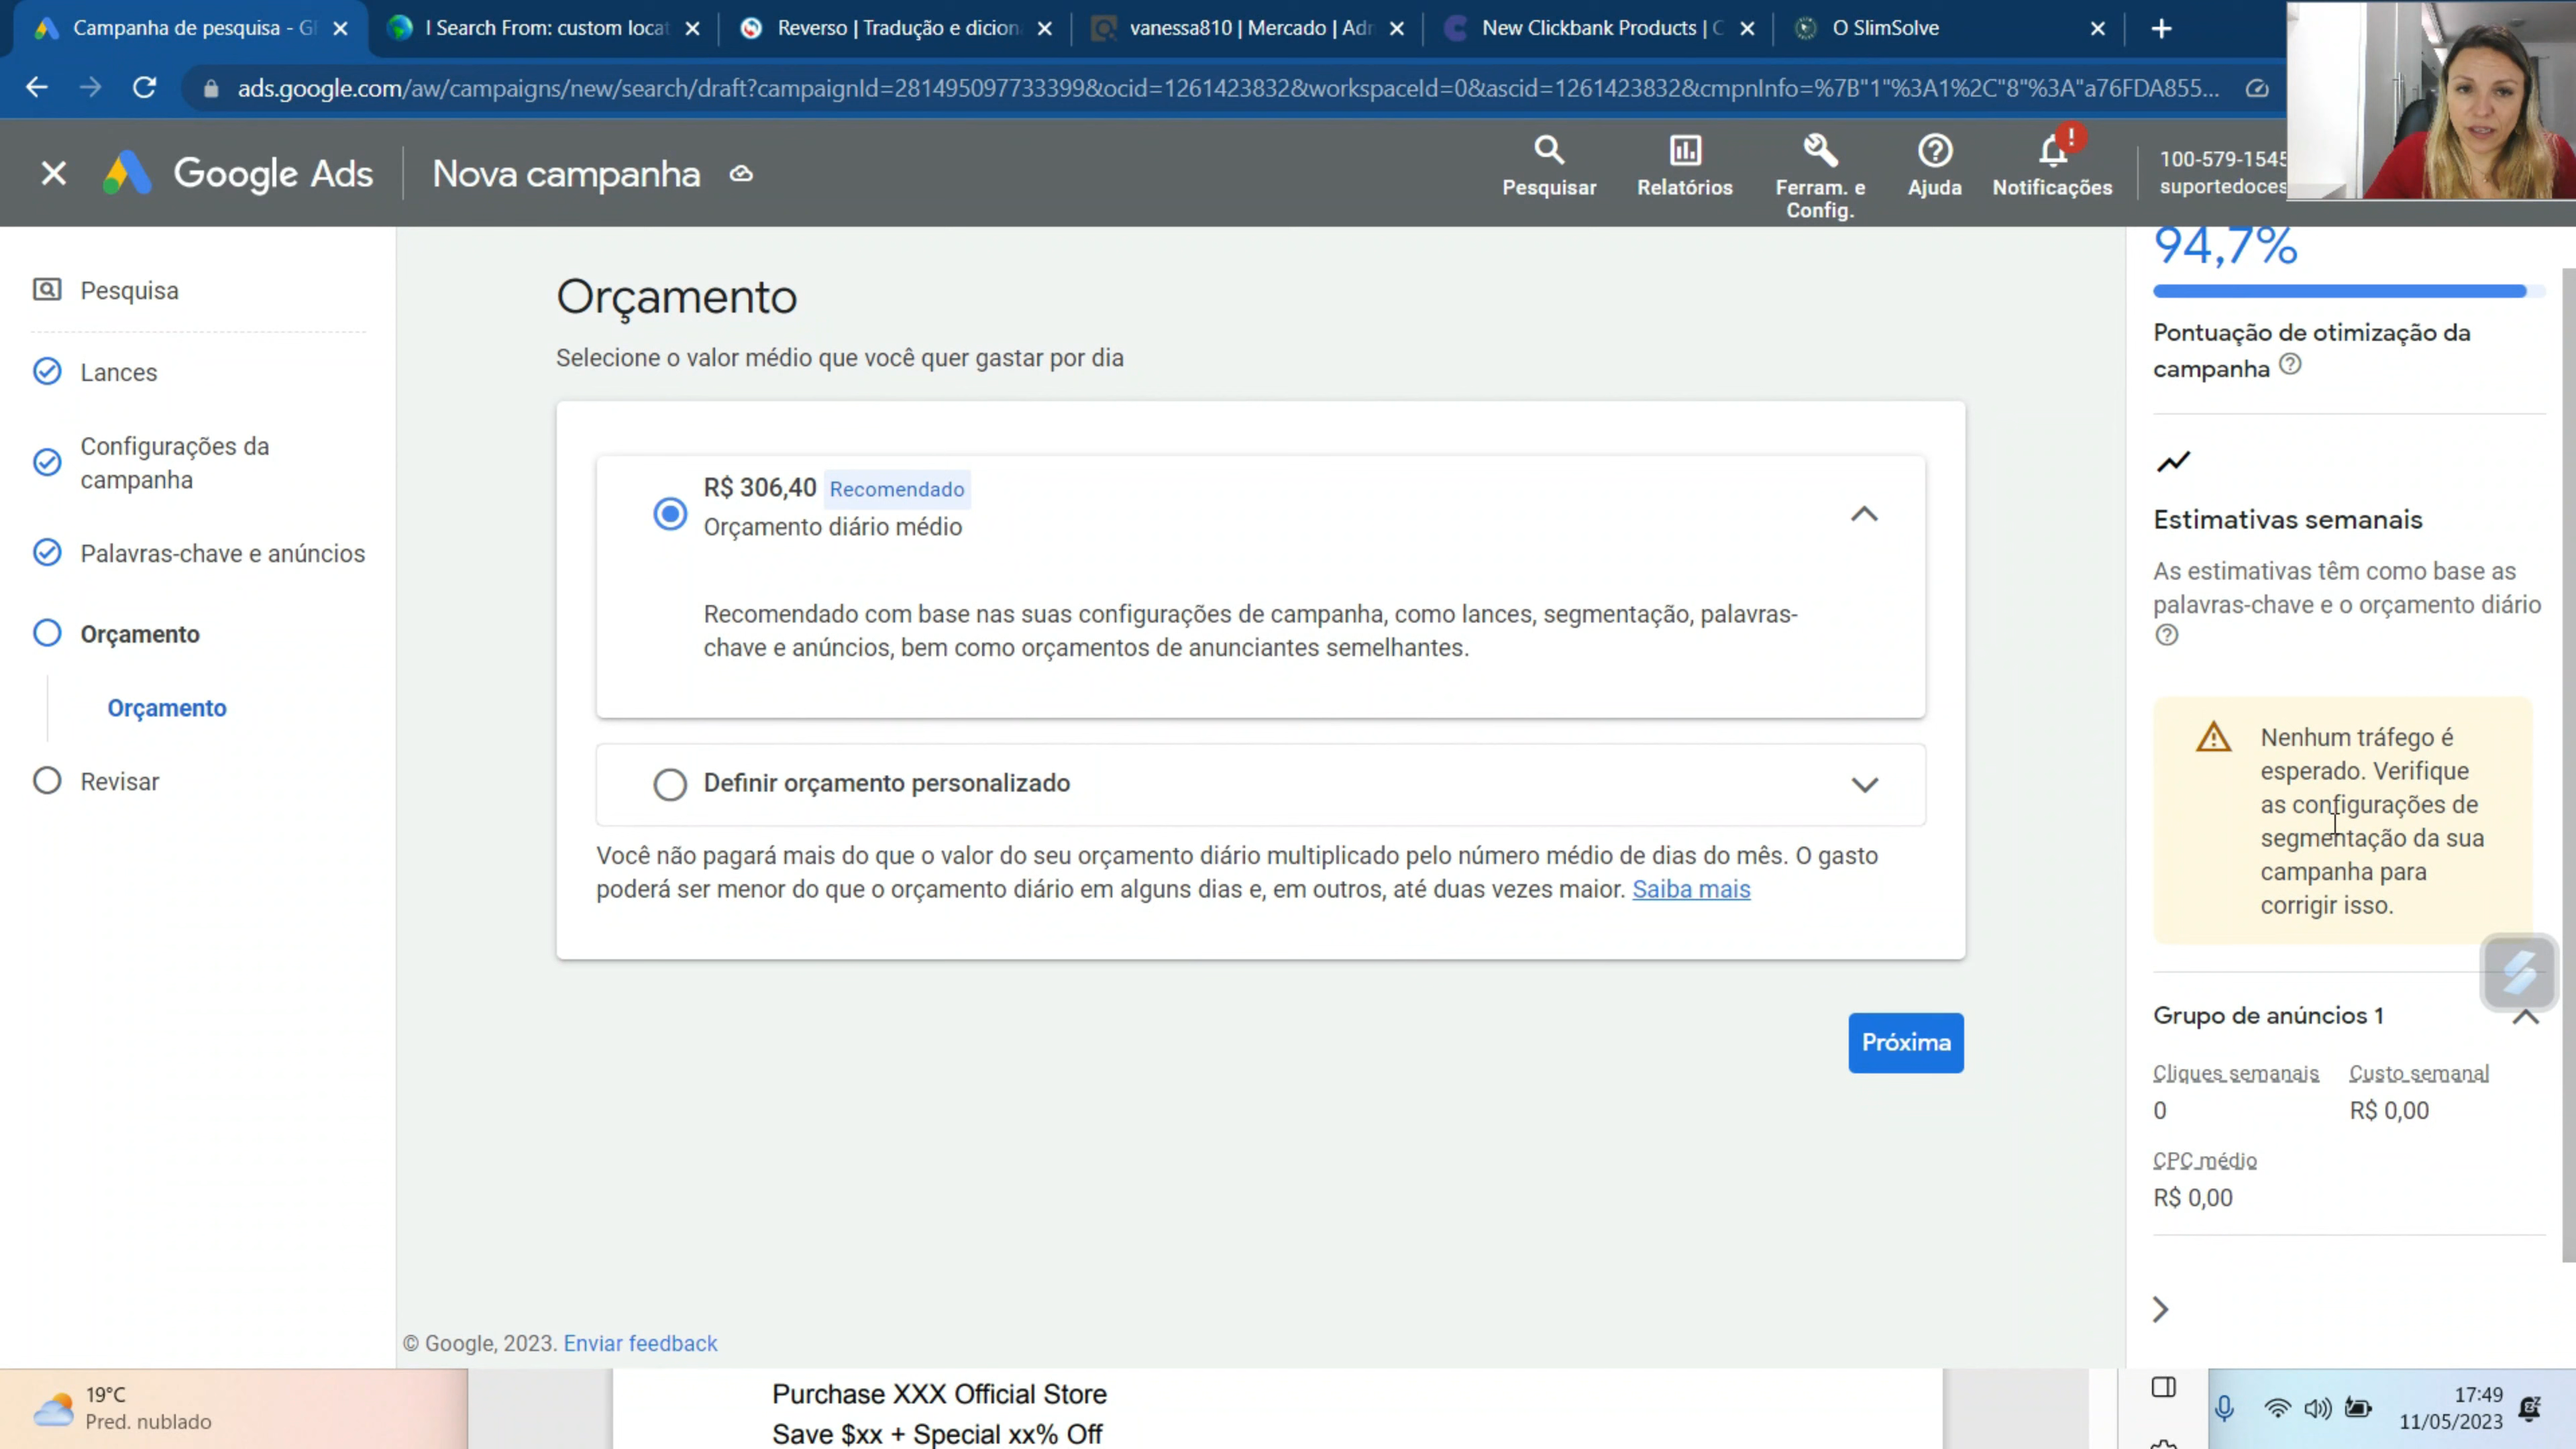 Campanha de pesquisa - G
I Search From: custom locat
Reverso | Tradução e dicion
vanessa810 | Mercado | Adr
New Clickbank Products | C
O SlimSolve
ads.google.com/aw/campaigns/new/search/draft?campaignId=281495097733399&ocid=1261423832&workspaceId=0&ascid=1261423832&cmpnInfo=%7B"1"%3A1%2C"8"%3A"a76FDA855...
Google Ads
Nova campanha
Pesquisar
Relatórios
Ferram. e
Config.
Ajuda
Notificações
100-579-1545
suportedoces
Pesquisa
Lances
Configurações da
campanha
Palavras-chave e anúncios
Orçamento
Orçamento
Revisar
Orçamento
Selecione o valor médio que você quer gastar por dia
R$ 306,40 Recomendado
Orçamento diário médio
Recomendado com base nas suas configurações de campanha, como lances, segmentação, palavras-
chave e anúncios, bem como orçamentos de anunciantes semelhantes.
Definir orçamento personalizado
Você não pagará mais do que o valor do seu orçamento diário multiplicado pelo número médio de dias do mês. O gasto
poderá ser menor do que o orçamento diário em alguns dias e, em outros, até duas vezes maior. Saiba mais
Próxima
94,7%
Pontuação de otimização da
campanha
Estimativas semanais
As estimativas têm como base as
palavras-chave e o orçamento diário
Nenhum tráfego é
esperado. Verifique
as configurações de
segmentação da sua
campanha para
corrigir isso.
Grupo de anúncios 1
Cliques semanais Custo semanal
0 R$ 0,00
CPC médio
R$ 0,00
© Google, 2023. Enviar feedback
Purchase XXX Official Store
Save $xx + Special xx% Off
19°C
Pred. nublado
17:49
11/05/2023